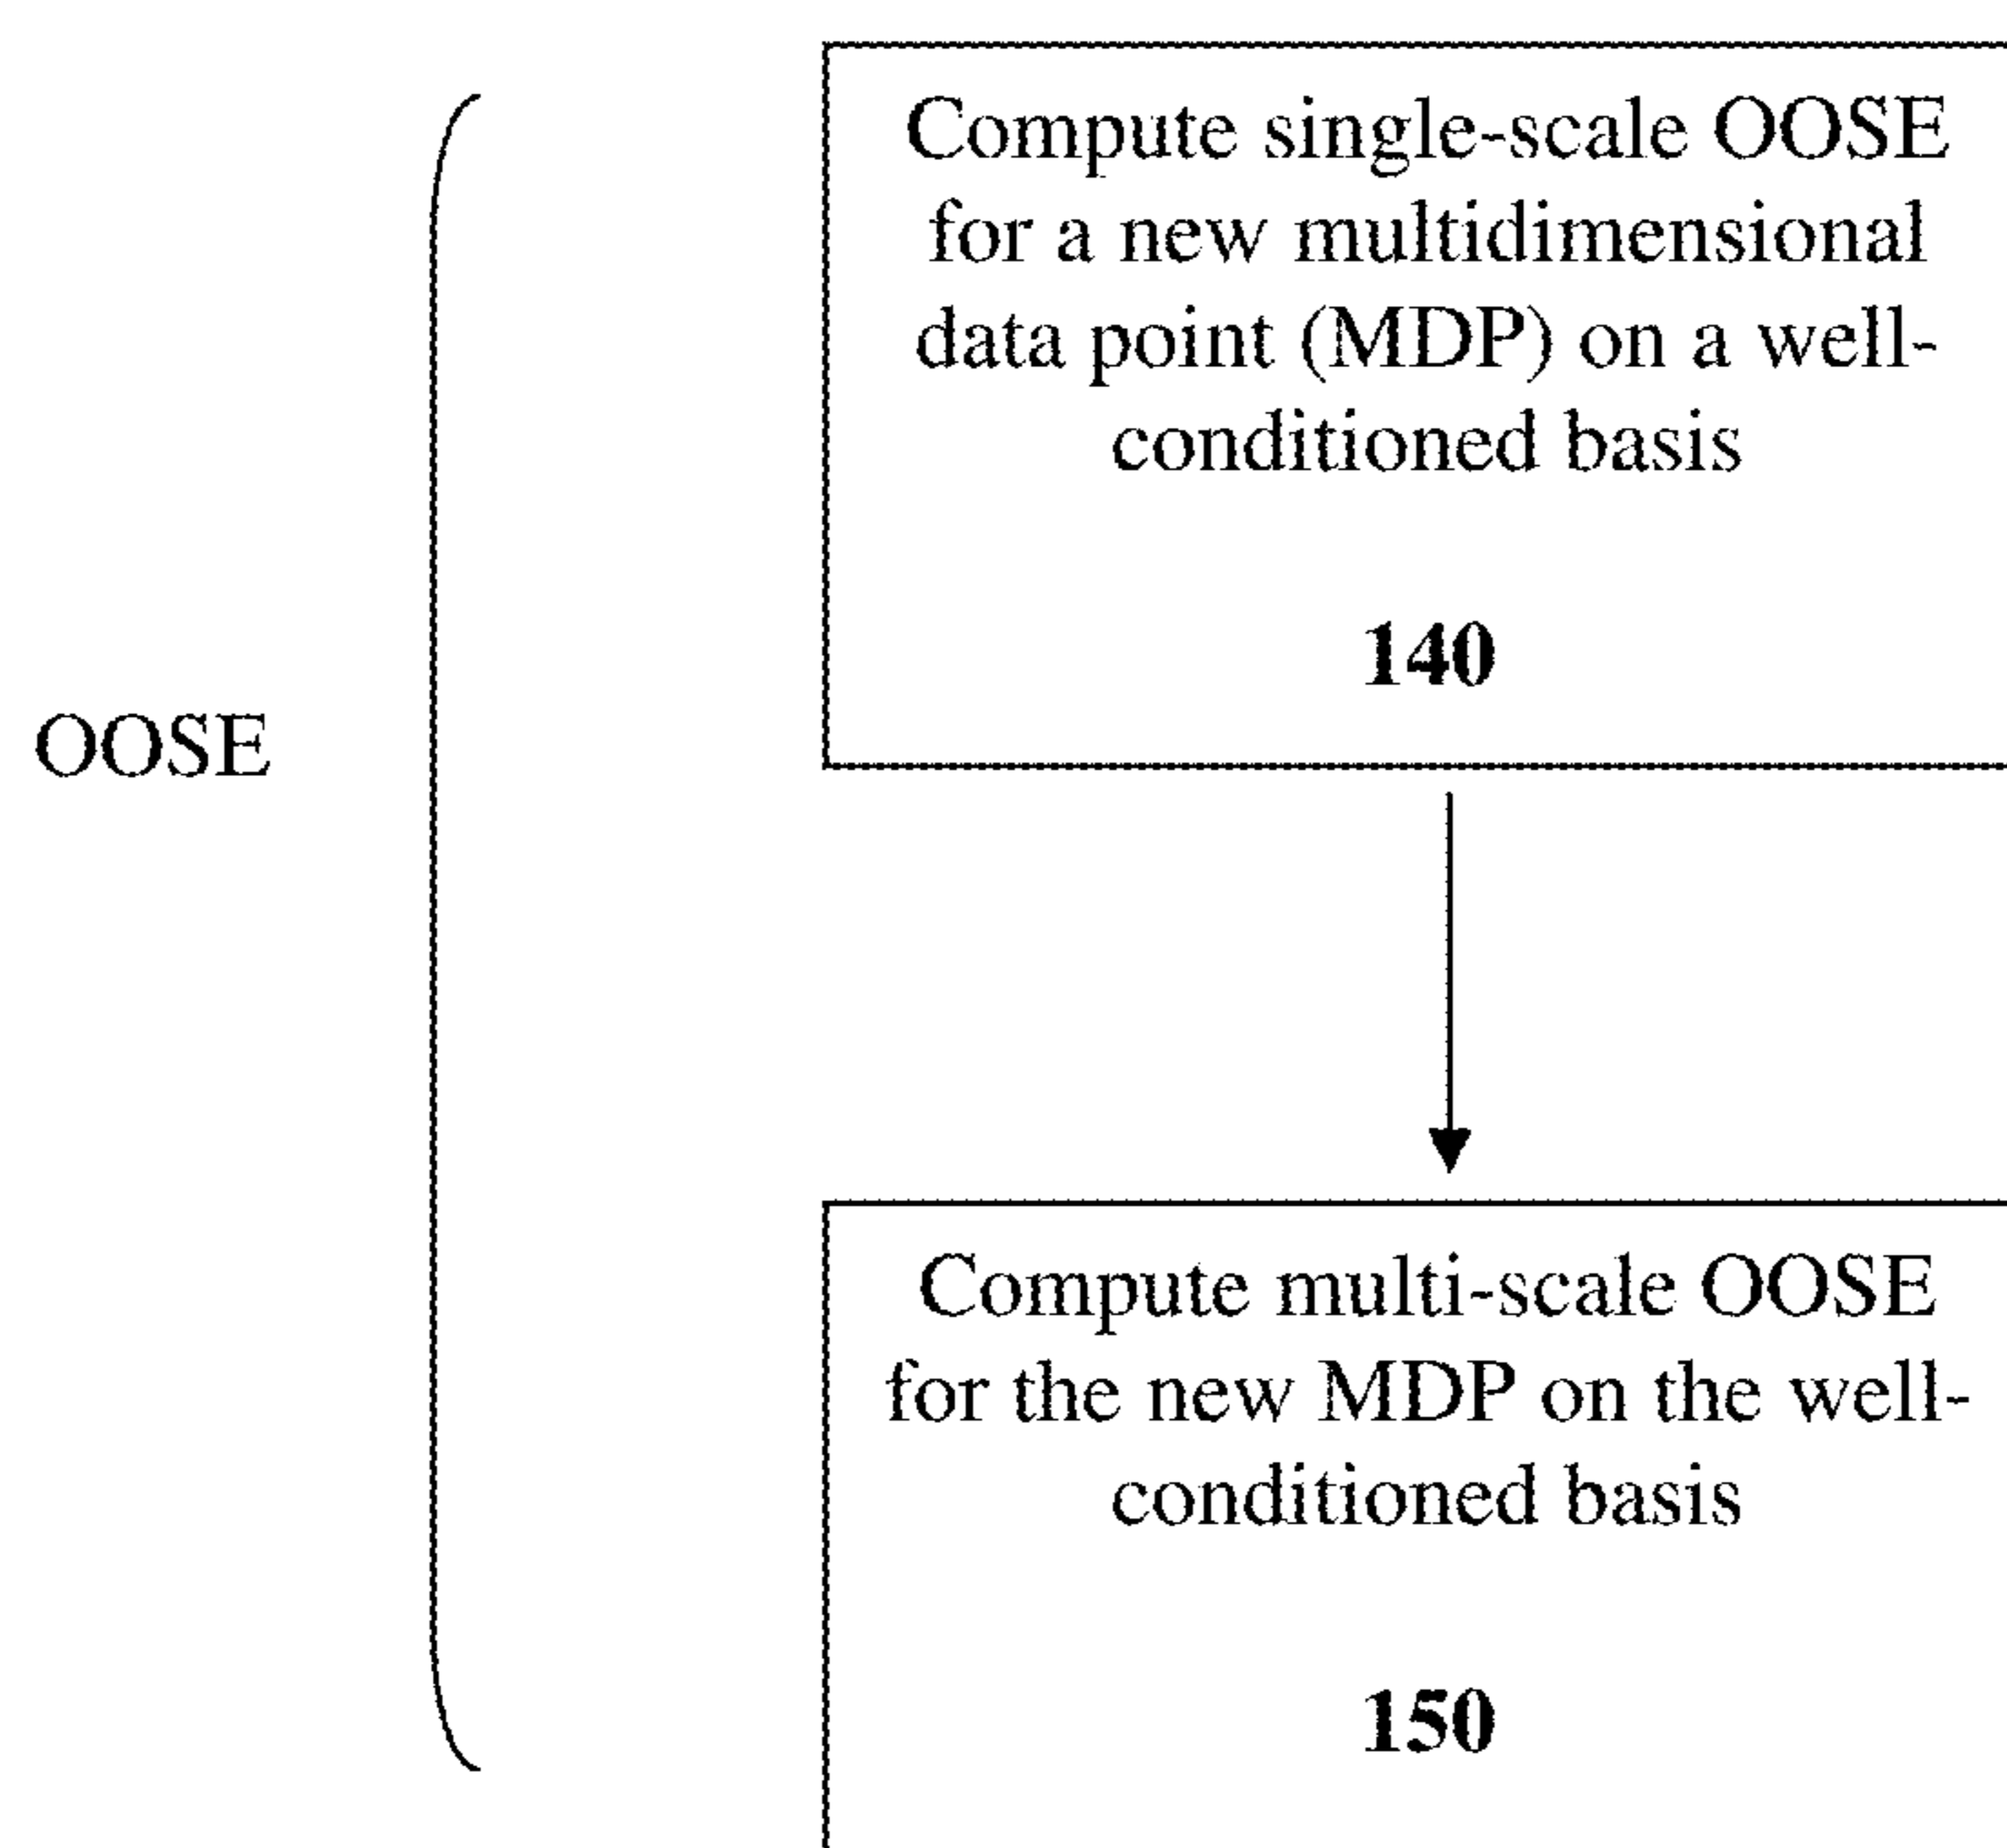 OOSE
Compute single-scale OOSE
for a new multidimensional
data point (MDP) on a well-
conditioned basis
140
Compute multi-scale OOSE
for the new MDP on the well-
conditioned basis
150